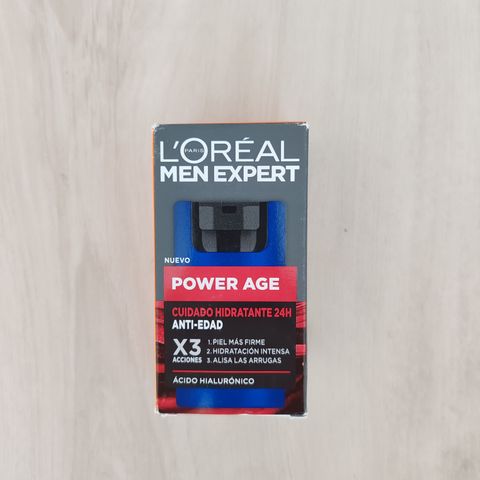 L'ORÉAL
PARIS
MEN EXPERT
NUEVO
POWER AGE
CUIDADO HIDRATANTE 24H
ANTI-EDAD
X3
ACCIONES
1. PIEL MÁS FIRME
2. HIDRATACIÓN INTENSA
3. ALISA LAS ARRUGAS
ÁCIDO HIALURÓNICO